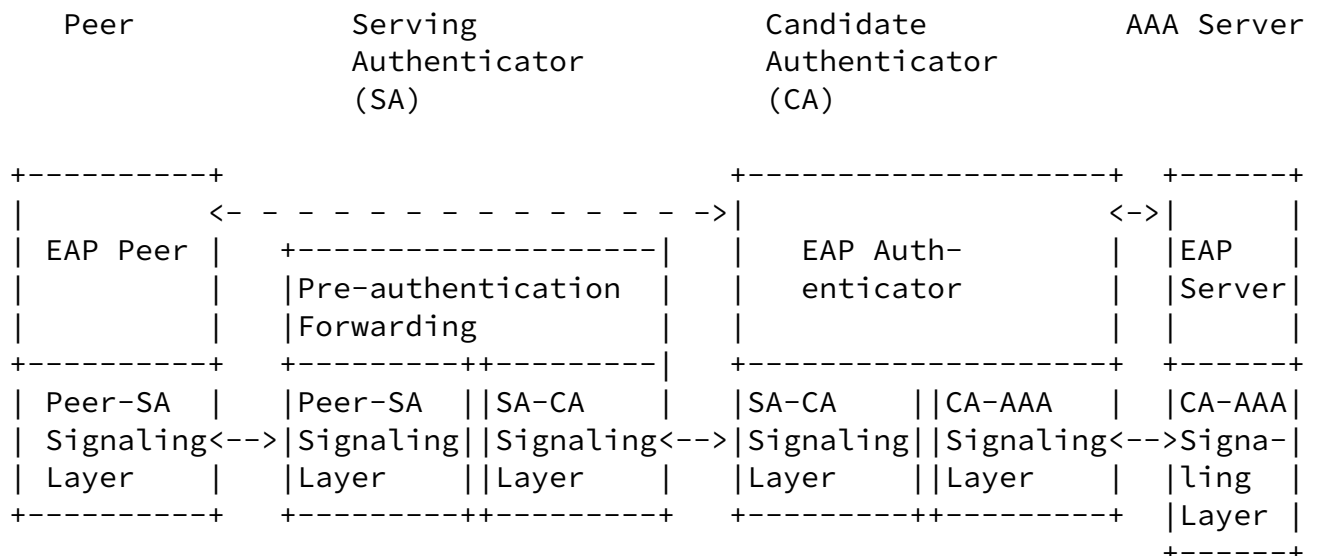 Peer Serving Candidate AAA Server
Authenticator Authenticator
(SA) (CA)
EAP Peer EAP Auth- EAP
Pre-authentication enticator Server
Forwarding
Peer-SA Peer-SA SA-CA SA-CA CA-AAA CA-AAA
Signaling Signaling Signaling Signaling Signaling Signa-
Layer Layer Layer Layer Layer ling
Layer